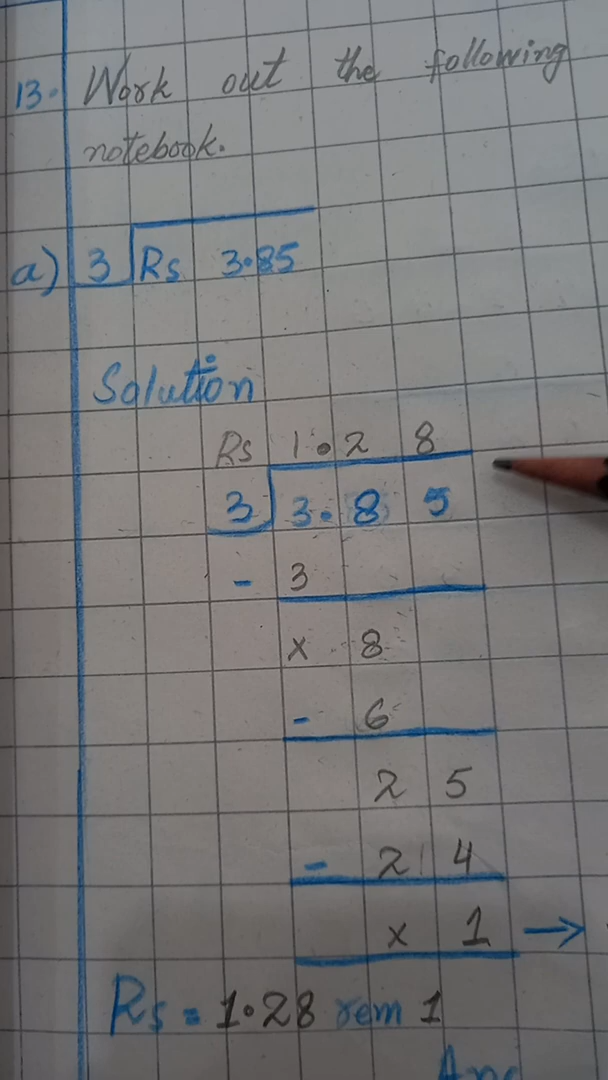 13. Work out the following
notebook.
a) 3 Rs 3.85
Solution
Rs 1.2 8
3 3.8 5
- 3
x 8
- 6
2 5
- 2 4
x 1 →
Rs = 1.28 rem 1
Ans